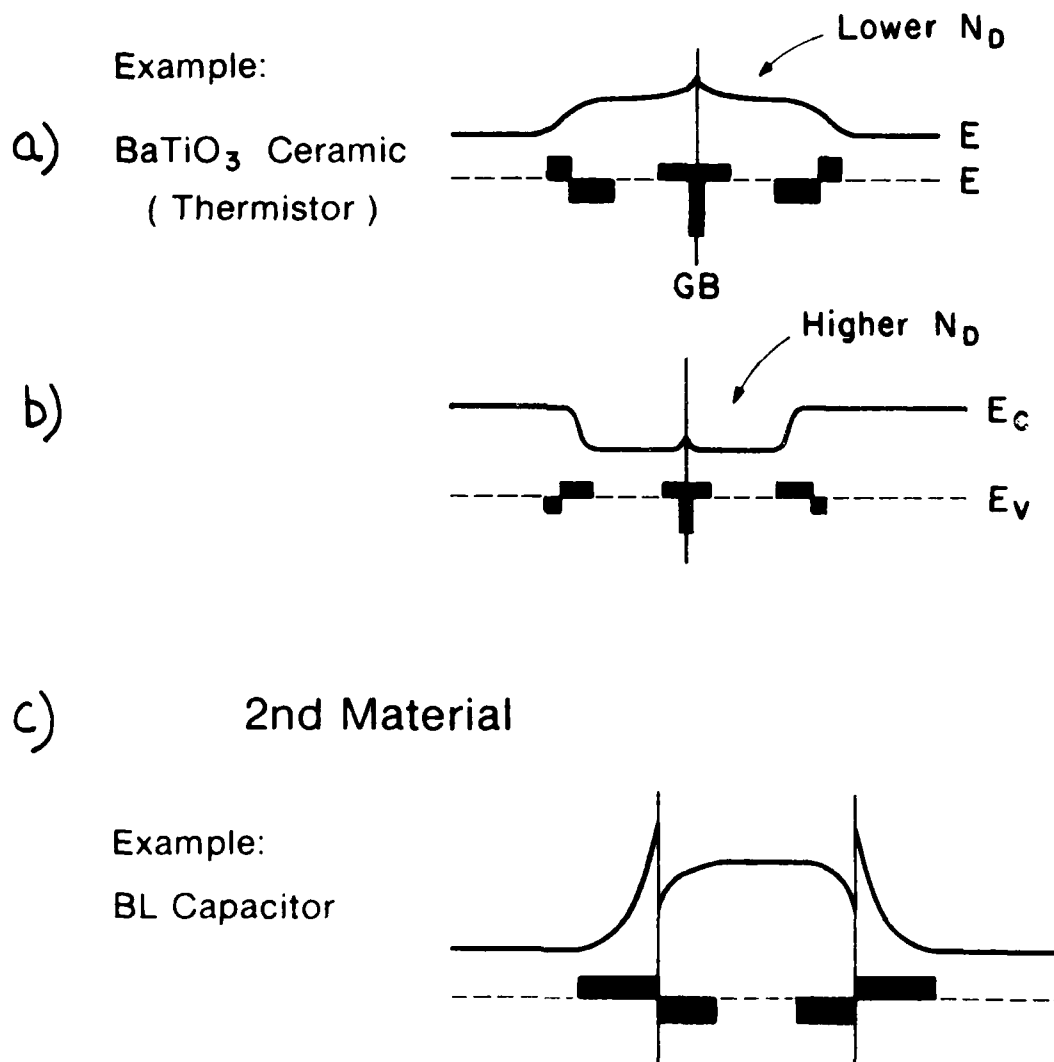 Lower N_D
Example:
a) BaTiO₃ Ceramic
( Thermistor )
E
E
GB
Higher N_D
b)
E_C
E_V
c) 2nd Material
Example:
BL Capacitor